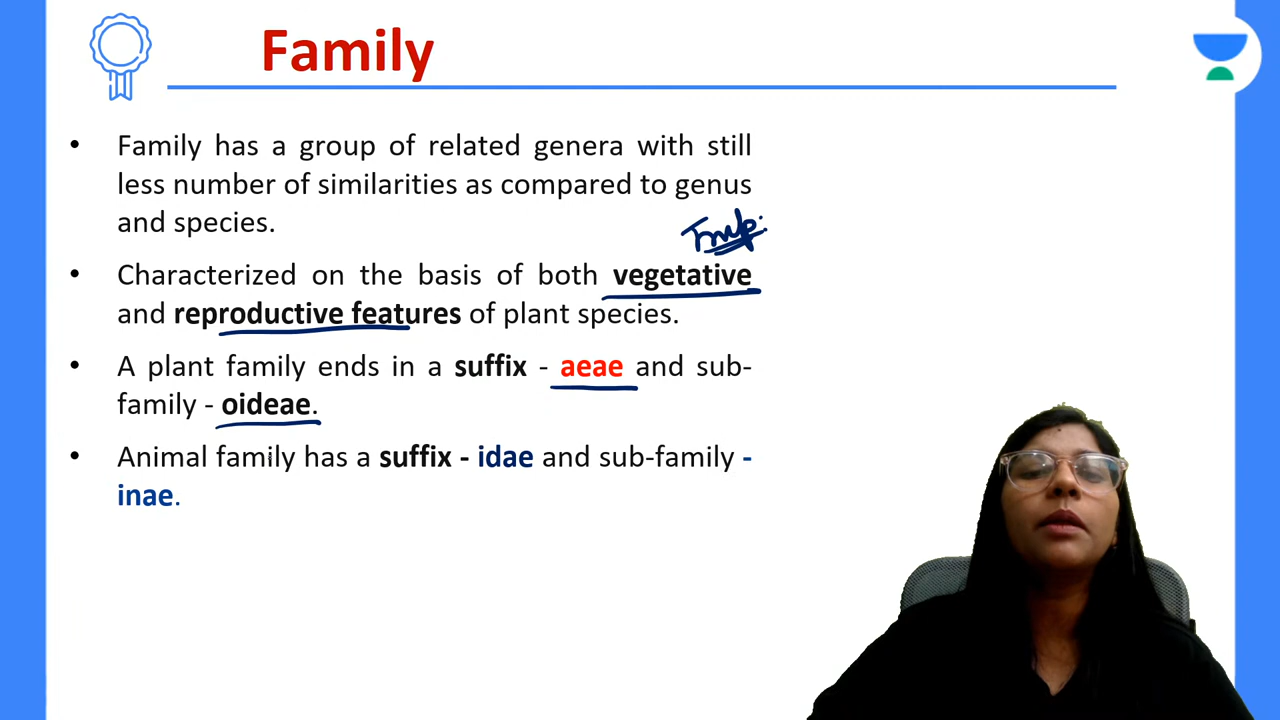 Family
• Family has a group of related genera with still
less number of similarities as compared to genus
and species.
Imp.
• Characterized on the basis of both vegetative
and reproductive features of plant species.
• A plant family ends in a suffix - aeae and sub-
family - oideae.
• Animal family has a suffix - idae and sub-family -
inae.